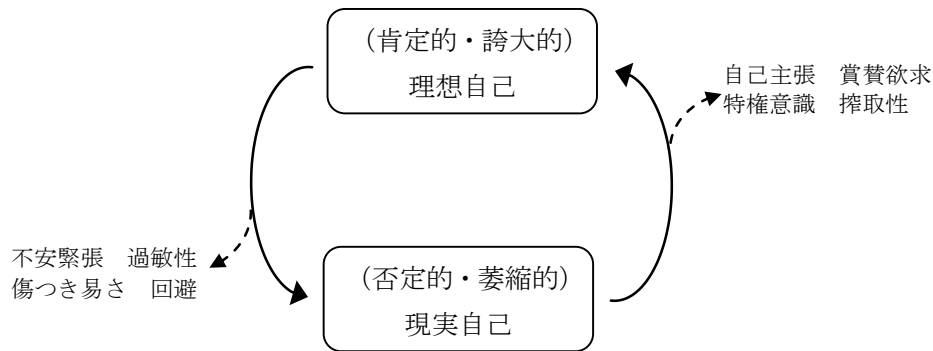 （肯定的・誇大的）
理想自己
自己主張　賞賛欲求
特権意識　搾取性
不安緊張　過敏性
傷つき易さ　回避
（否定的・萎縮的）
現実自己